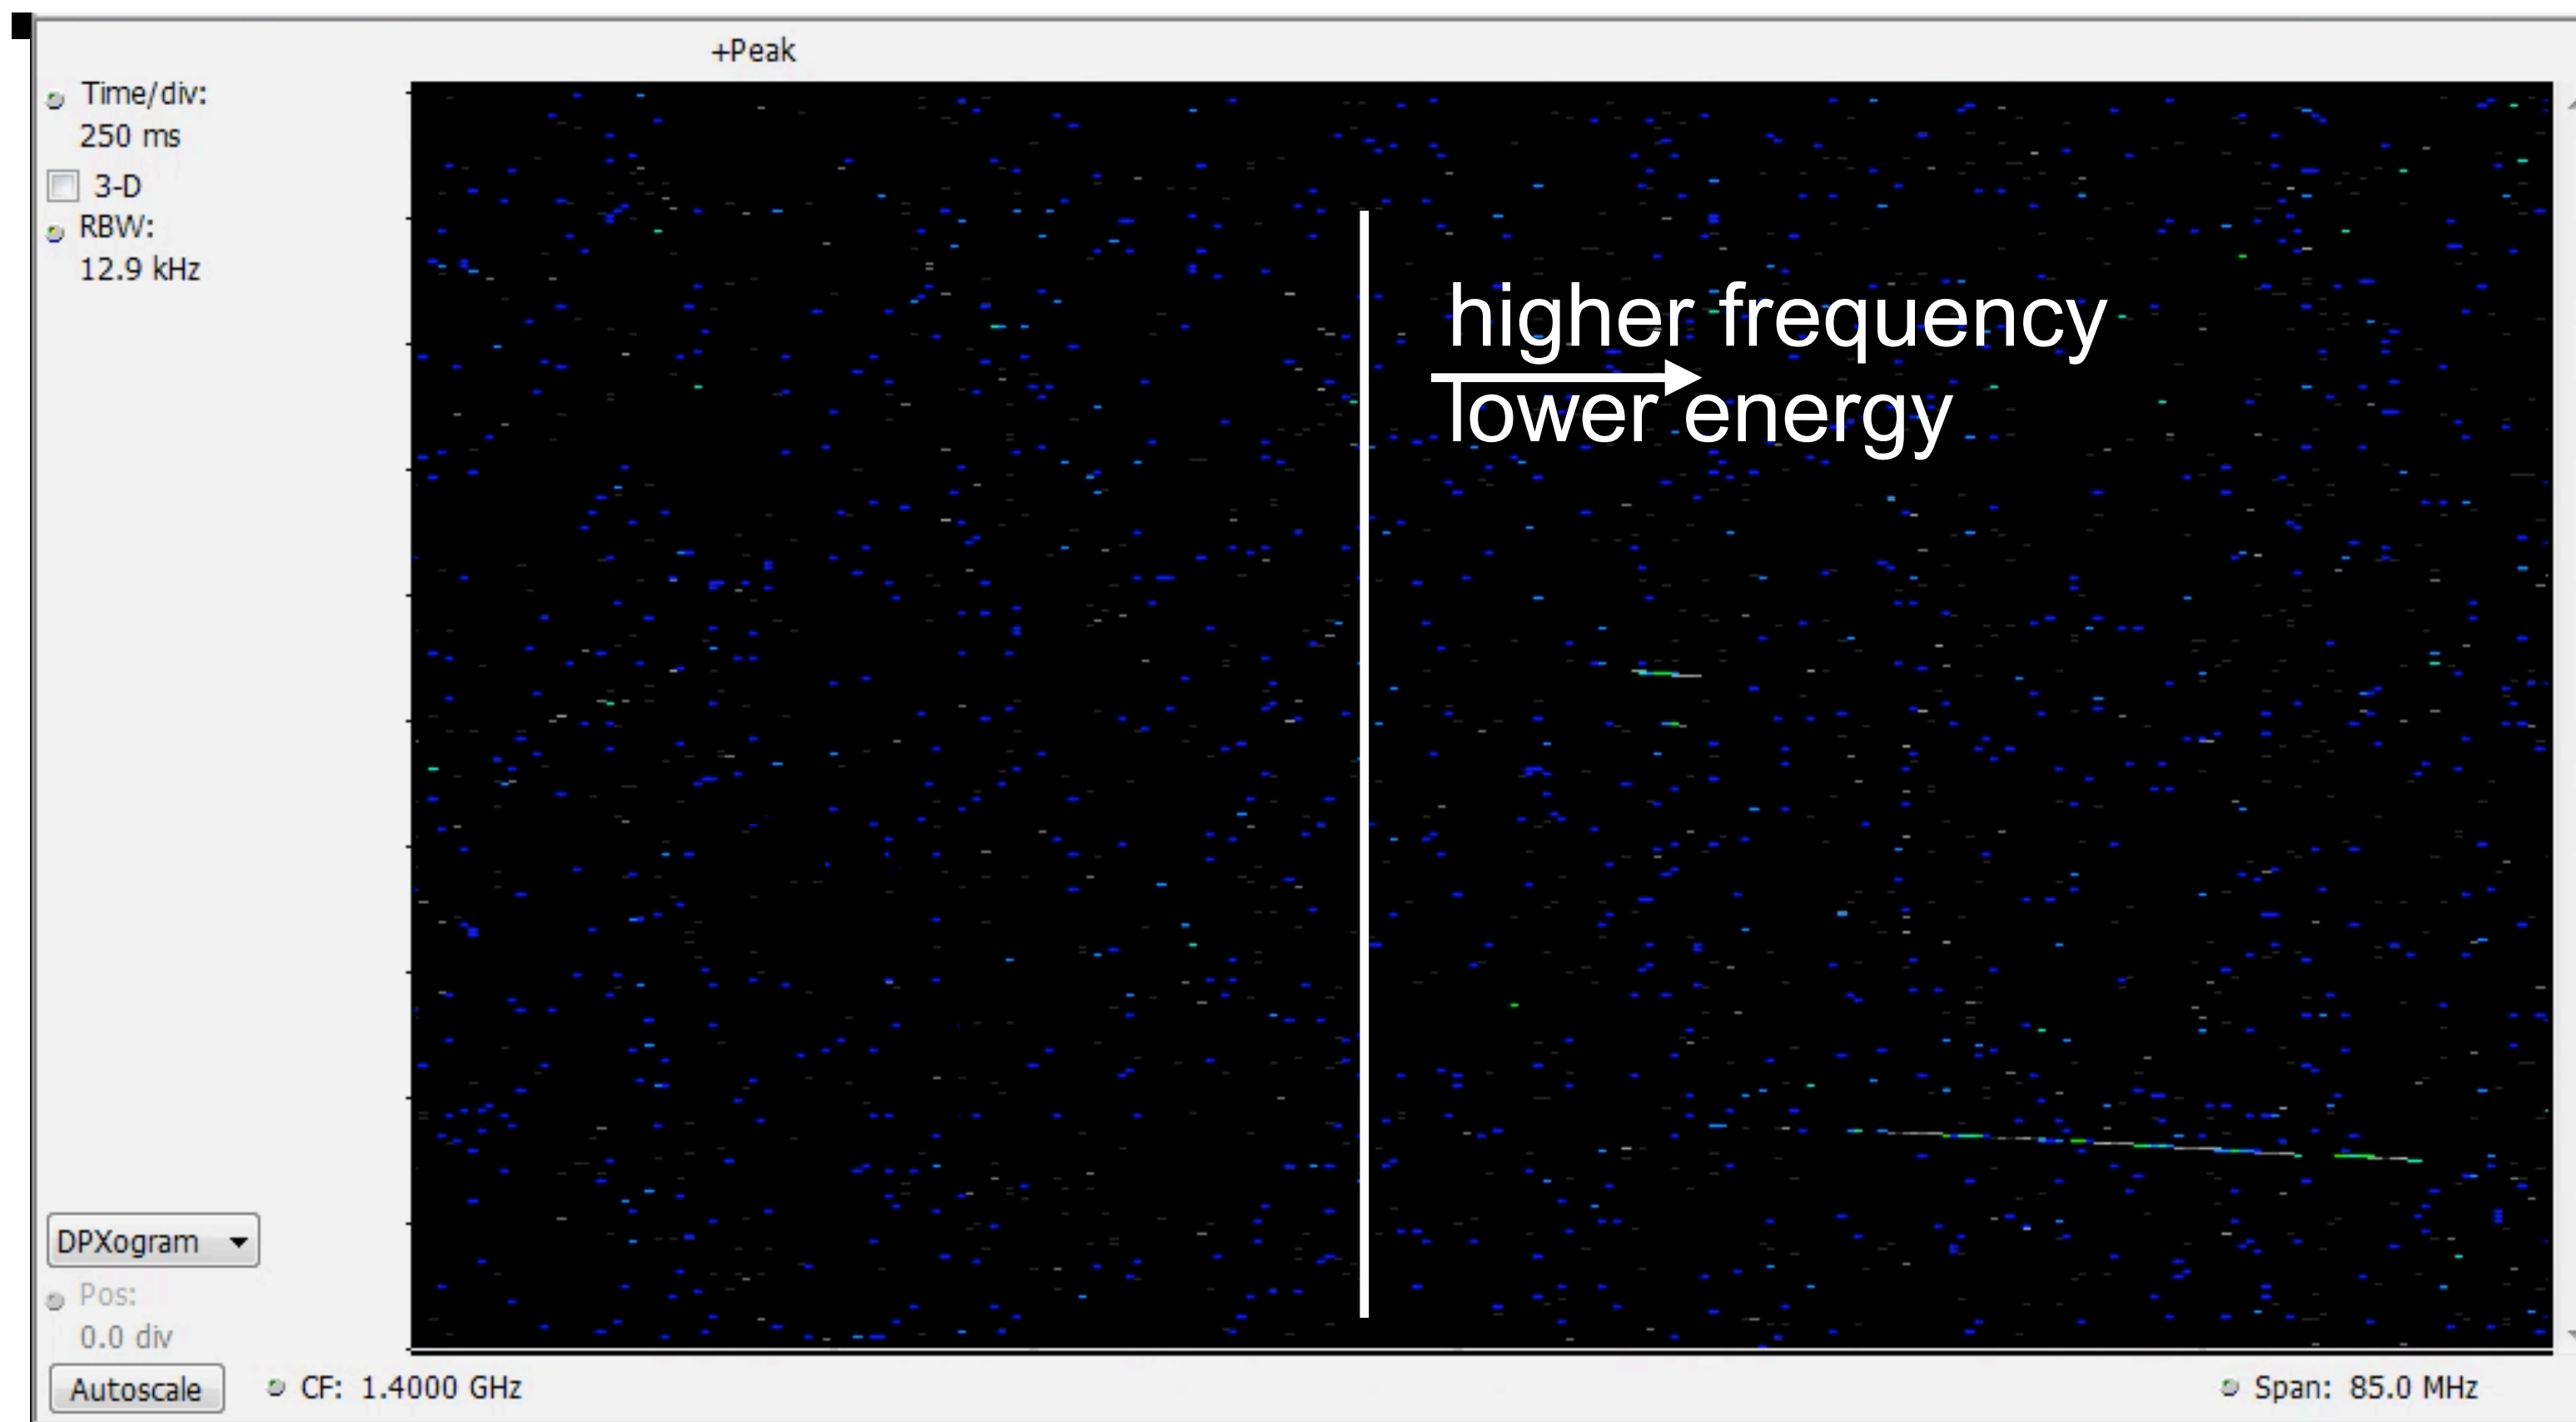 +Peak
Time/div:
250 ms
3-D
RBW:
12.9 kHz
higher frequency
lower energy
DPXogram
Pos:
0.0 div
Autoscale
CF: 1.4000 GHz
Span: 85.0 MHz